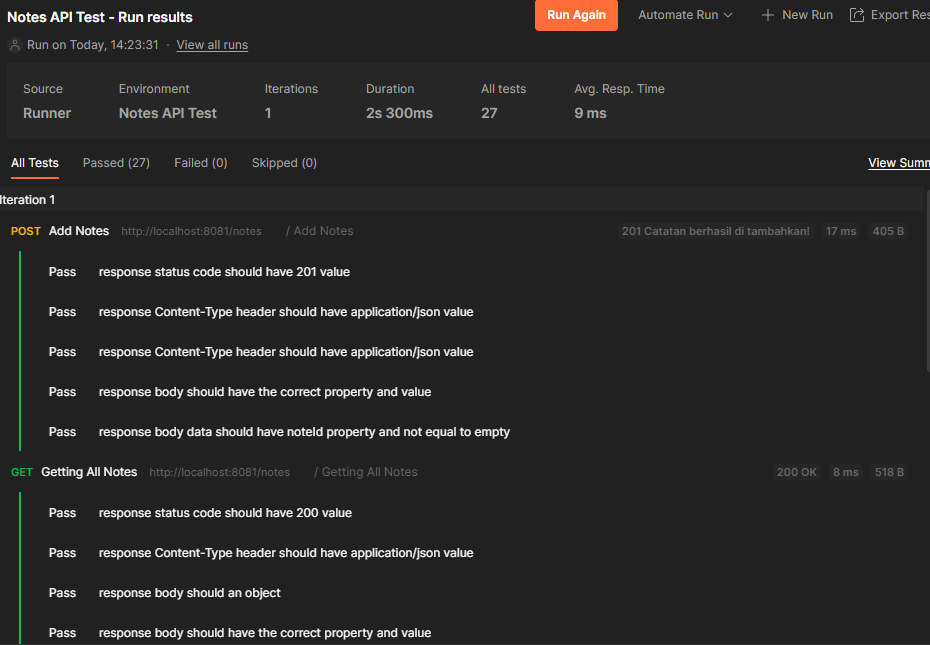 Notes API Test - Run results
Run Again Automate Run New Run Export Res
Run on Today, 14:23:31 · View all runs
Source Environment Iterations Duration All tests Avg. Resp. Time
Runner Notes API Test 1 2s 300ms 27 9 ms
All Tests Passed (27) Failed (0) Skipped (0) View Summ
Iteration 1
POST Add Notes http://localhost:8081/notes / Add Notes 201 Catatan berhasil di tambahkan! 17 ms 405 B
Pass response status code should have 201 value
Pass response Content-Type header should have application/json value
Pass response Content-Type header should have application/json value
Pass response body should have the correct property and value
Pass response body data should have noteId property and not equal to empty
GET Getting All Notes http://localhost:8081/notes / Getting All Notes 200 OK 8 ms 518 B
Pass response status code should have 200 value
Pass response Content-Type header should have application/json value
Pass response body should an object
Pass response body should have the correct property and value